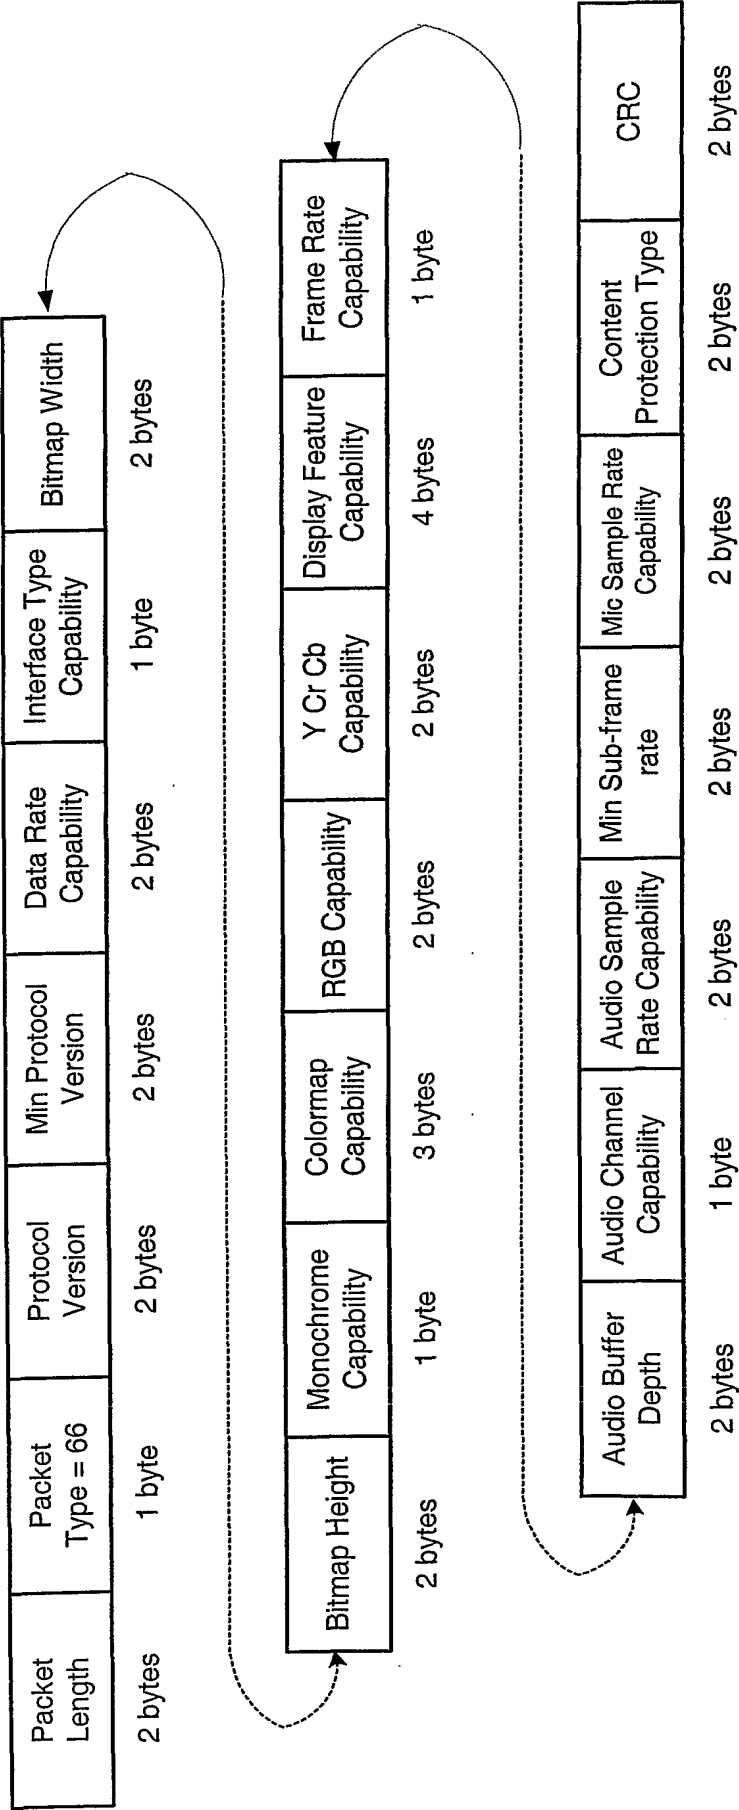 Packet
Length
2 bytes
Packet
Type = 66
1 byte
Protocol
Version
2 bytes
Min Protocol
Version
2 bytes
Data Rate
Capability
2 bytes
Interface Type
Capability
1 byte
Bitmap Width
2 bytes
Bitmap Height
2 bytes
Monochrome
Capability
1 byte
Colormap
Capability
3 bytes
RGB Capability
2 bytes
Y Cr Cb
Capability
2 bytes
Display Feature
Capability
4 bytes
Frame Rate
Capability
1 byte
Audio Buffer
Depth
2 bytes
Audio Channel
Capability
1 byte
Audio Sample
Rate Capability
2 bytes
Min Sub-frame
rate
2 bytes
Mic Sample Rate
Capability
2 bytes
Content
Protection Type
2 bytes
CRC
2 bytes